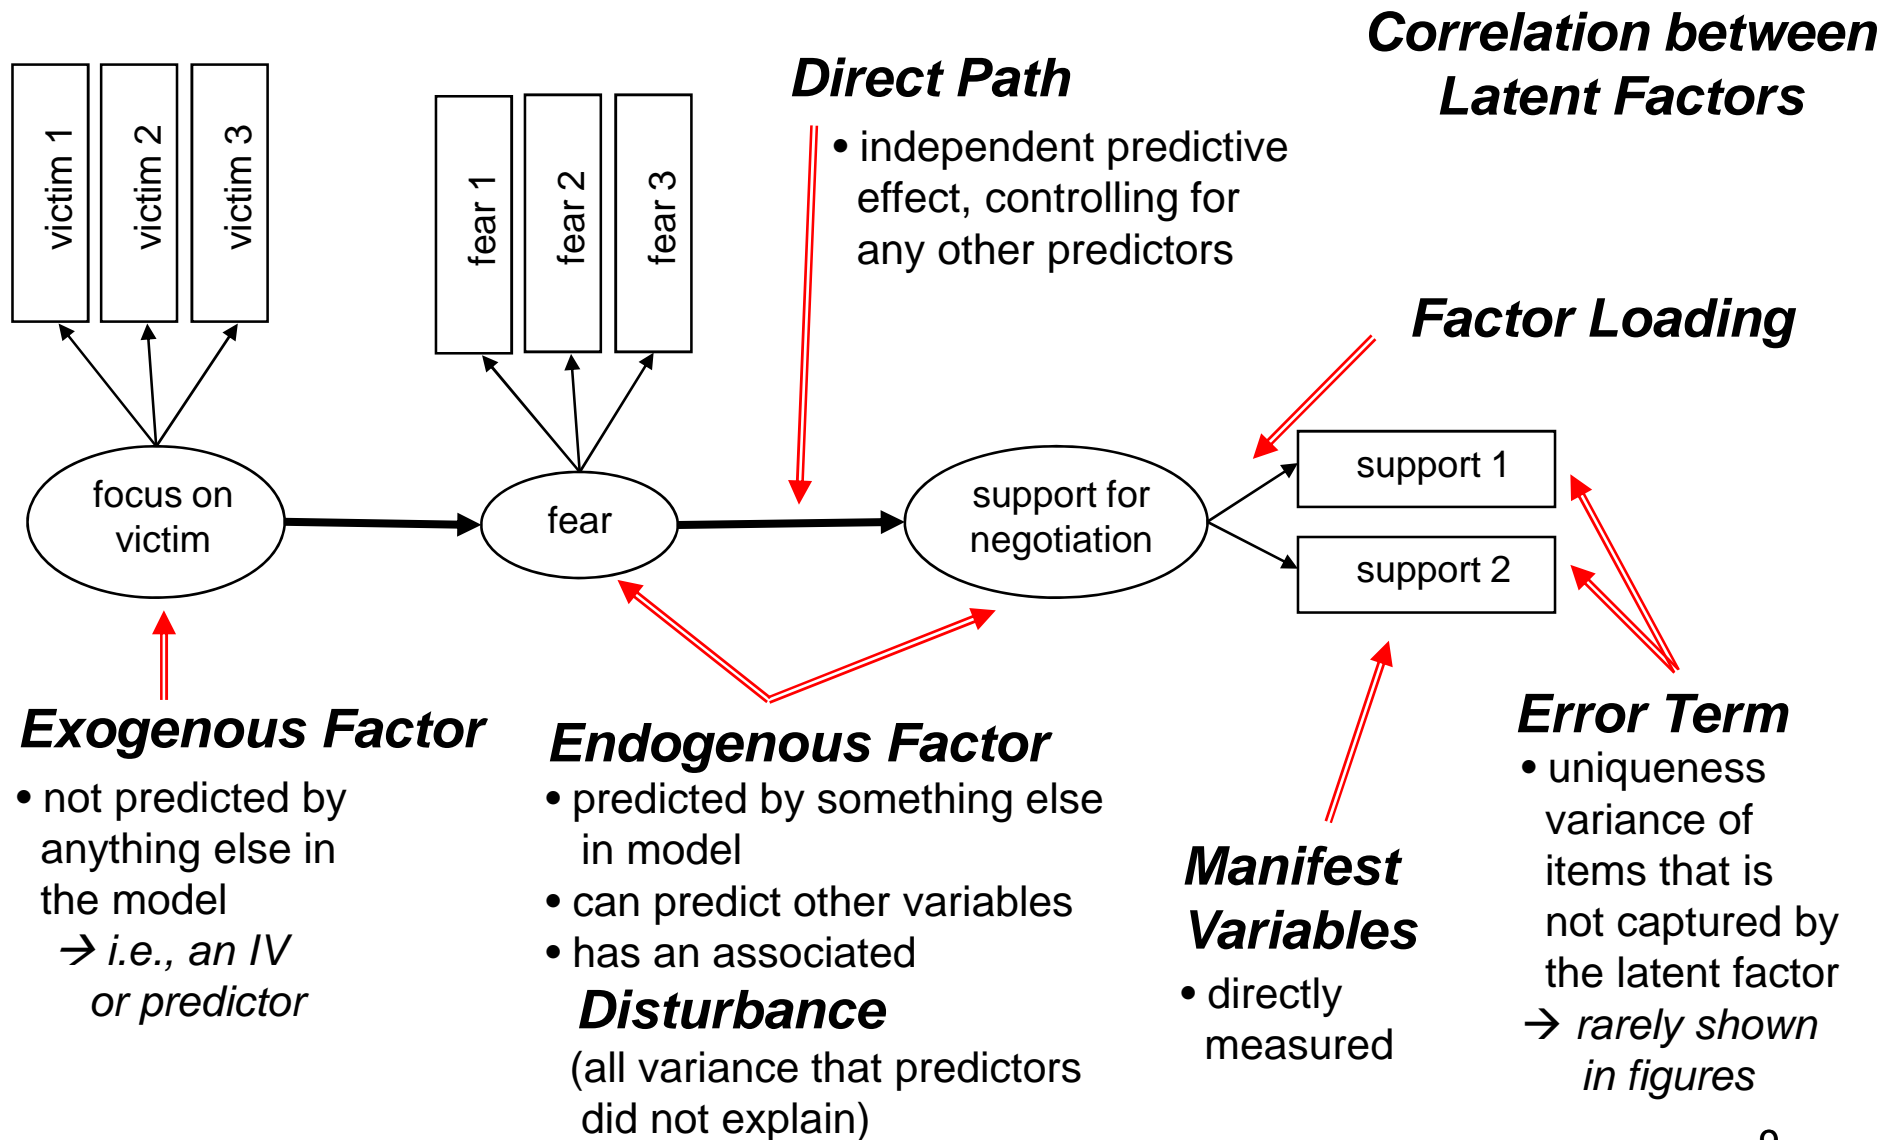 Correlation between
Latent Factors
Direct Path
• independent predictive
effect, controlling for
any other predictors
victim 1
victim 2
victim 3
fear 1
fear 2
fear 3
Factor Loading
focus on
victim
fear
support for
negotiation
support 1
support 2
Exogenous Factor
• not predicted by
anything else in
the model
→ i.e., an IV
or predictor
Endogenous Factor
• predicted by something else
in model
• can predict other variables
• has an associated
Disturbance
(all variance that predictors
did not explain)
Manifest
Variables
• directly
measured
Error Term
• uniqueness
variance of
items that is
not captured by
the latent factor
→ rarely shown
in figures